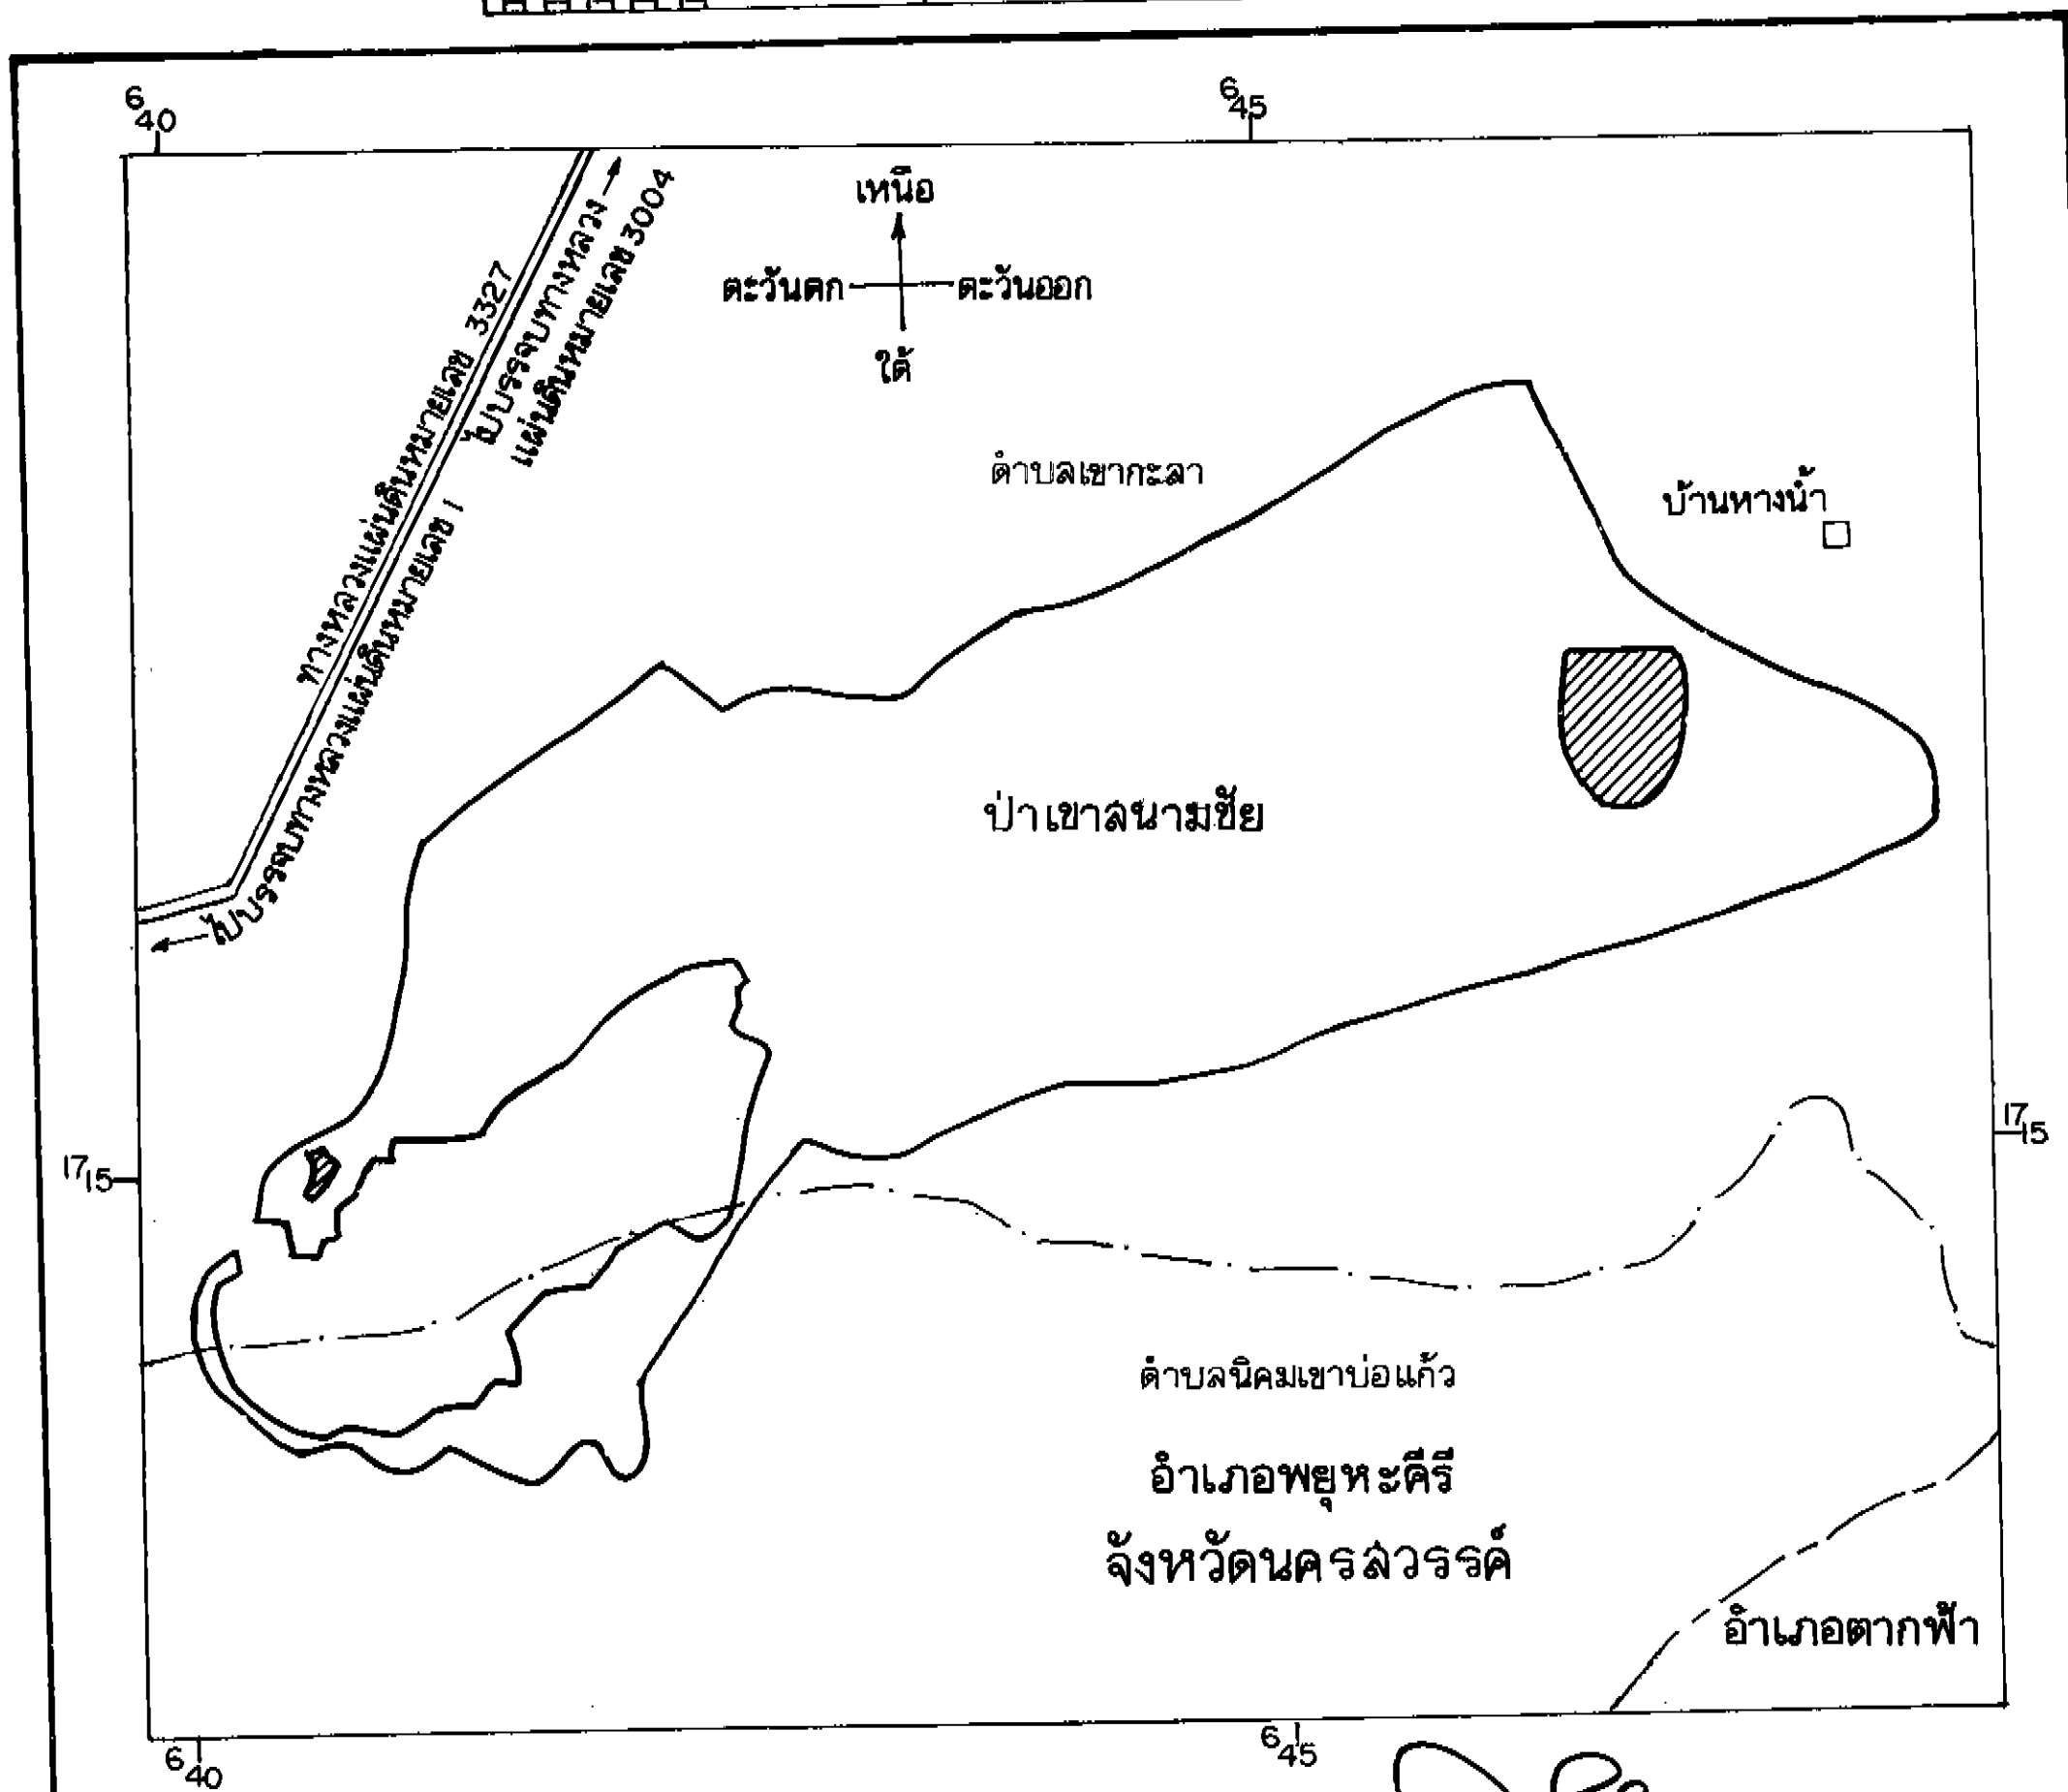 6 40
6 45
เหนือ
ตะวันตก
ตะวันออก
ใต้
ทางหลวงแผ่นดินหมายเลข 3327
ไปบรรจบทางหลวง
แผ่นดินหมายเลข 3004
ไปบรรจบทางหลวงแผ่นดินหมายเลข 1
ตำบลเขากะลา
บ้านหางน้ำ
ป่าเขาสนามชัย
17 15
17 15
ตำบลนิคมเขาบ่อแก้ว
อำเภอพยุหะคีรี
จังหวัดนครสวรรค์
อำเภอตากฟ้า
6 40
6 45